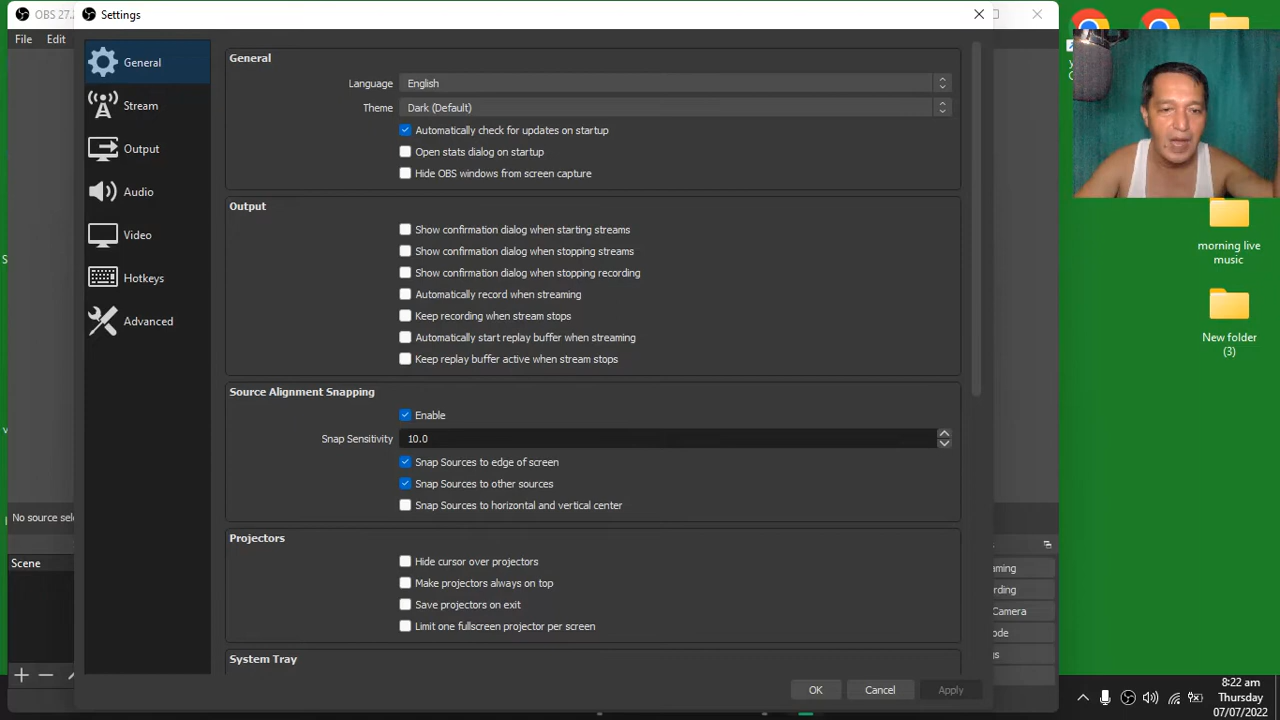 OBS 27.
Settings
File Edit
General
Stream
Output
Audio
Video
Hotkeys
Advanced
General
Language English
Theme Dark (Default)
Automatically check for updates on startup
Open stats dialog on startup
Hide OBS windows from screen capture
Output
Show confirmation dialog when starting streams
Show confirmation dialog when stopping streams
Show confirmation dialog when stopping recording
Automatically record when streaming
Keep recording when stream stops
Automatically start replay buffer when streaming
Keep replay buffer active when stream stops
Source Alignment Snapping
Enable
Snap Sensitivity 10.0
Snap Sources to edge of screen
Snap Sources to other sources
Snap Sources to horizontal and vertical center
Projectors
Hide cursor over projectors
Make projectors always on top
Save projectors on exit
Limit one fullscreen projector per screen
System Tray
OK Cancel Apply
No source sele
Scene
aming
rding
Camera
ode
gs
morning live
music
New folder
(3)
8:22 am
Thursday
07/07/2022